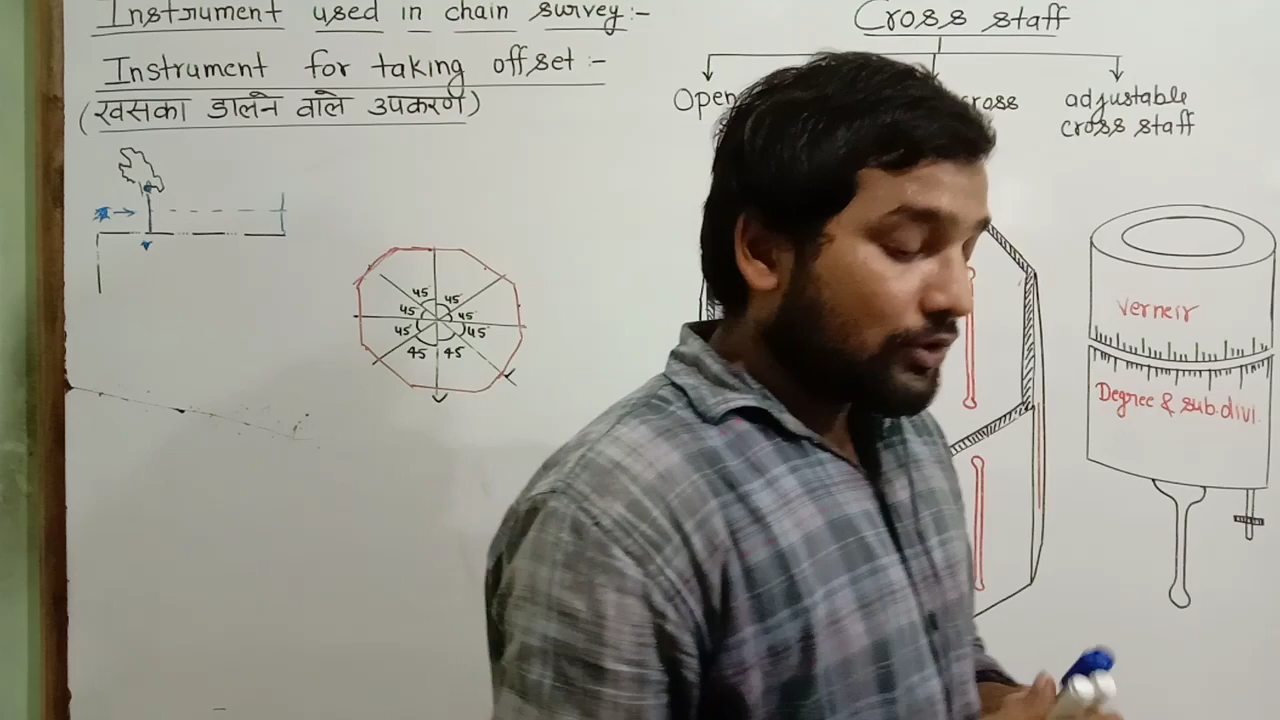 Instrument used in chain survey:-
Instrument for taking offset :-
(खसका डालने वाले उपकरण)
Cross staff
Open
cross
adjustable
cross staff
45° 45°
45° 45°
45° 45°
45 45
Verneir
Degree & sub.divi.